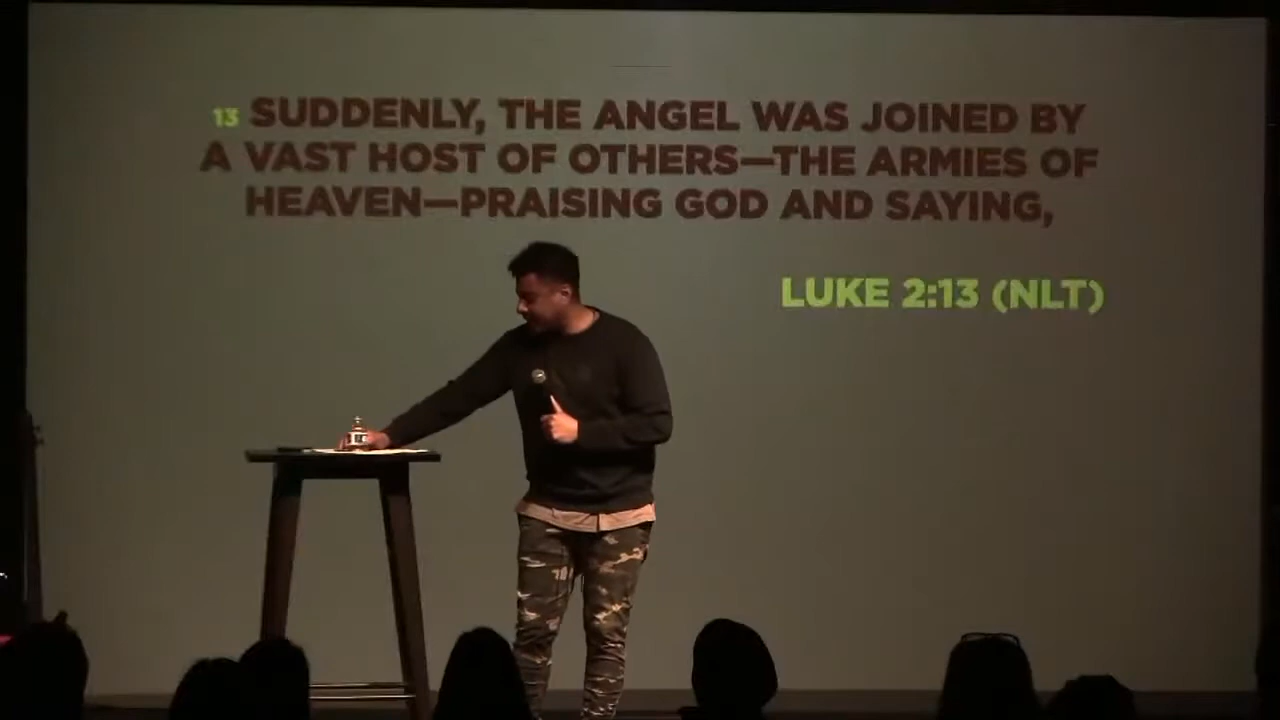 13 SUDDENLY, THE ANGEL WAS JOINED BY
A VAST HOST OF OTHERS—THE ARMIES OF
HEAVEN—PRAISING GOD AND SAYING,
LUKE 2:13 (NLT)